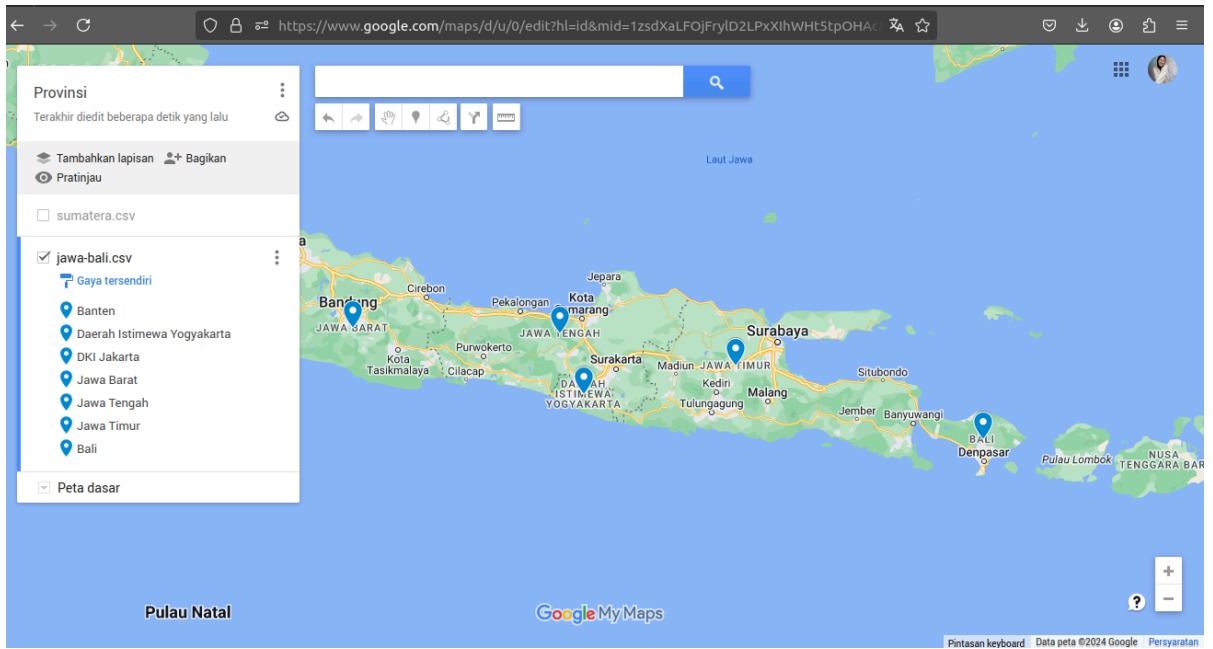 https://www.google.com/maps/d/u/0/edit?hl=id&mid=1zsdXaLFOjFrylD2LPxXIhWHt5tpOHAc
Provinsi
Terakhir diedit beberapa detik yang lalu
Tambahkan lapisan
Bagikan
Pratinjau
sumatera.csv
jawa-bali.csv
Gaya tersendiri
Banten
Daerah Istimewa Yogyakarta
DKI Jakarta
Jawa Barat
Jawa Tengah
Jawa Timur
Bali
Peta dasar
Laut Jawa
Jepara
Cirebon
Pekalongan
Kota
marang
Bandung
JAWA BARAT
JAWA TENGAH
Surabaya
Purwokerto
Kota
Tasikmalaya
Cilacap
Surakarta
Madiun
JAWA TIMUR
Situbondo
DAERAH
ISTIMEWA
YOGYAKARTA
Kediri
Malang
Tulungagung
Jember
Banyuwangi
BALI
Denpasar
Pulau Lombok
NUSA
TENGGARA BAR
Pulau Natal
Google My Maps
?
Pintasan keyboard
Data peta ©2024 Google
Persyaratan